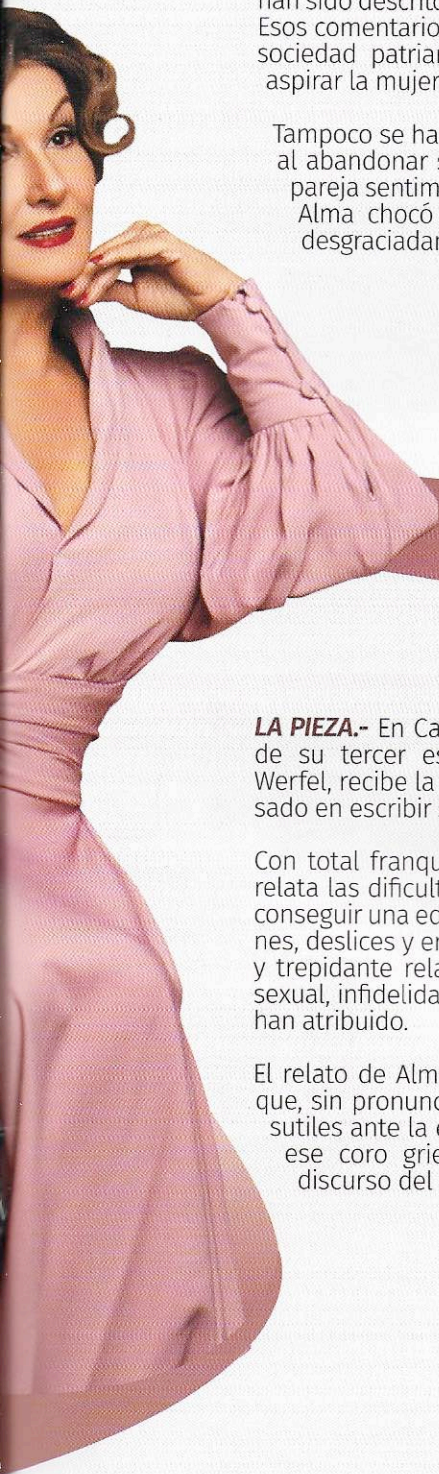 han sido descrito
Esos comentario
sociedad patriar
aspirar la mujer
Tampoco se ha
al abandonar s
pareja sentim
Alma chocó
desgraciadar
LA PIEZA.- En Ca
de su tercer es
Werfel, recibe la
sado en escribir
Con total franqu
relata las dificult
conseguir una ed
nes, deslices y er
y trepidante rela
sexual, infidelida
han atribuido.
El relato de Alm
que, sin pronunc
sutiles ante la e
ese coro grie
discurso del